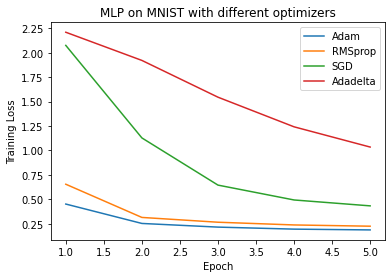 MLP on MNIST with different optimizers
2.25
2.00
1.75
1.50
1.25
1.00
0.75
0.50
0.25
Training Loss
Adam
RMSprop
SGD
Adadelta
1.0 1.5 2.0 2.5 3.0 3.5 4.0 4.5 5.0
Epoch